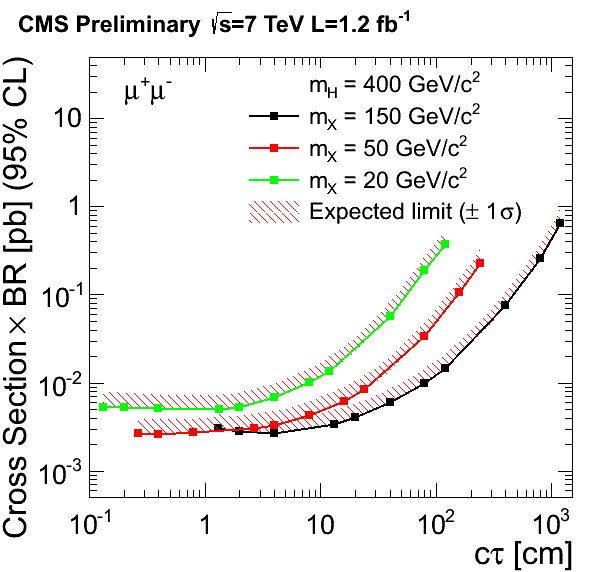 CMS Preliminary √s=7 TeV L=1.2 fb⁻¹
μ⁺μ⁻
m_H = 400 GeV/c²
m_X = 150 GeV/c²
m_X = 50 GeV/c²
m_X = 20 GeV/c²
Expected limit (± 1σ)
Cross Section × BR [pb] (95% CL)
10
1
10⁻¹
10⁻²
10⁻³
10⁻¹ 1 10 10² 10³
cτ [cm]